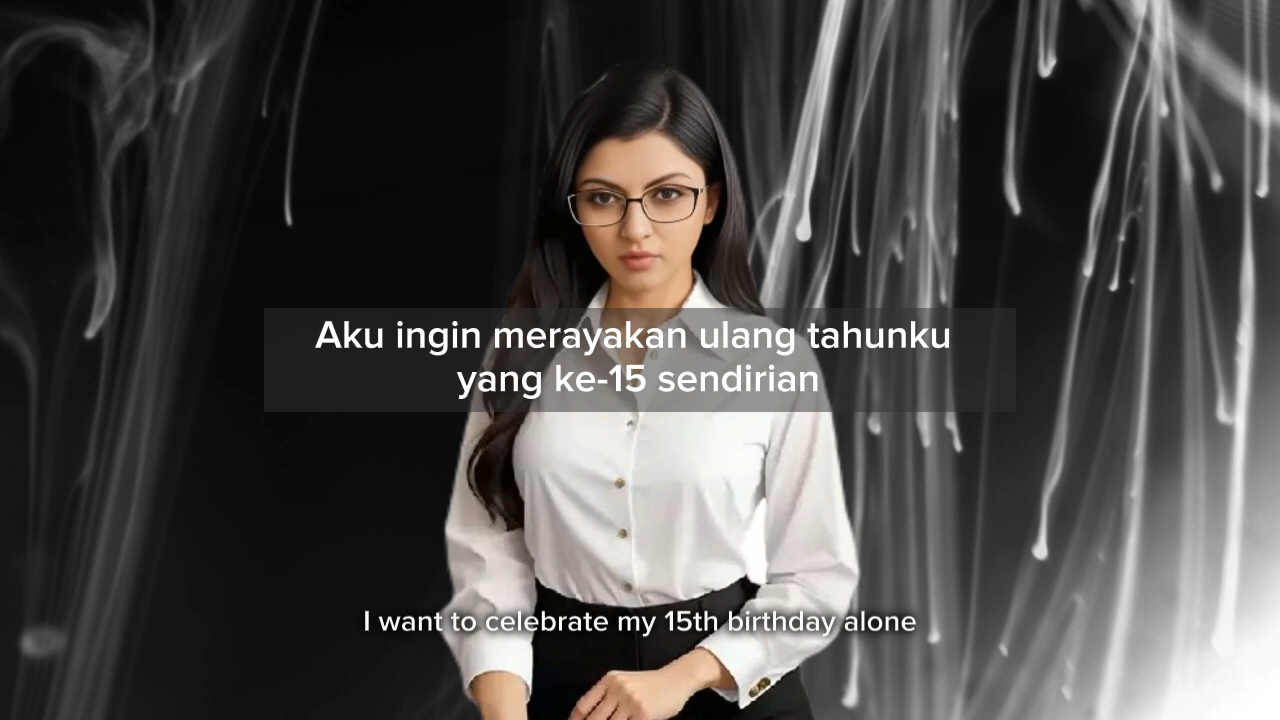 Aku ingin merayakan ulang tahunku
yang ke-15 sendirian
I want to celebrate my 15th birthday alone